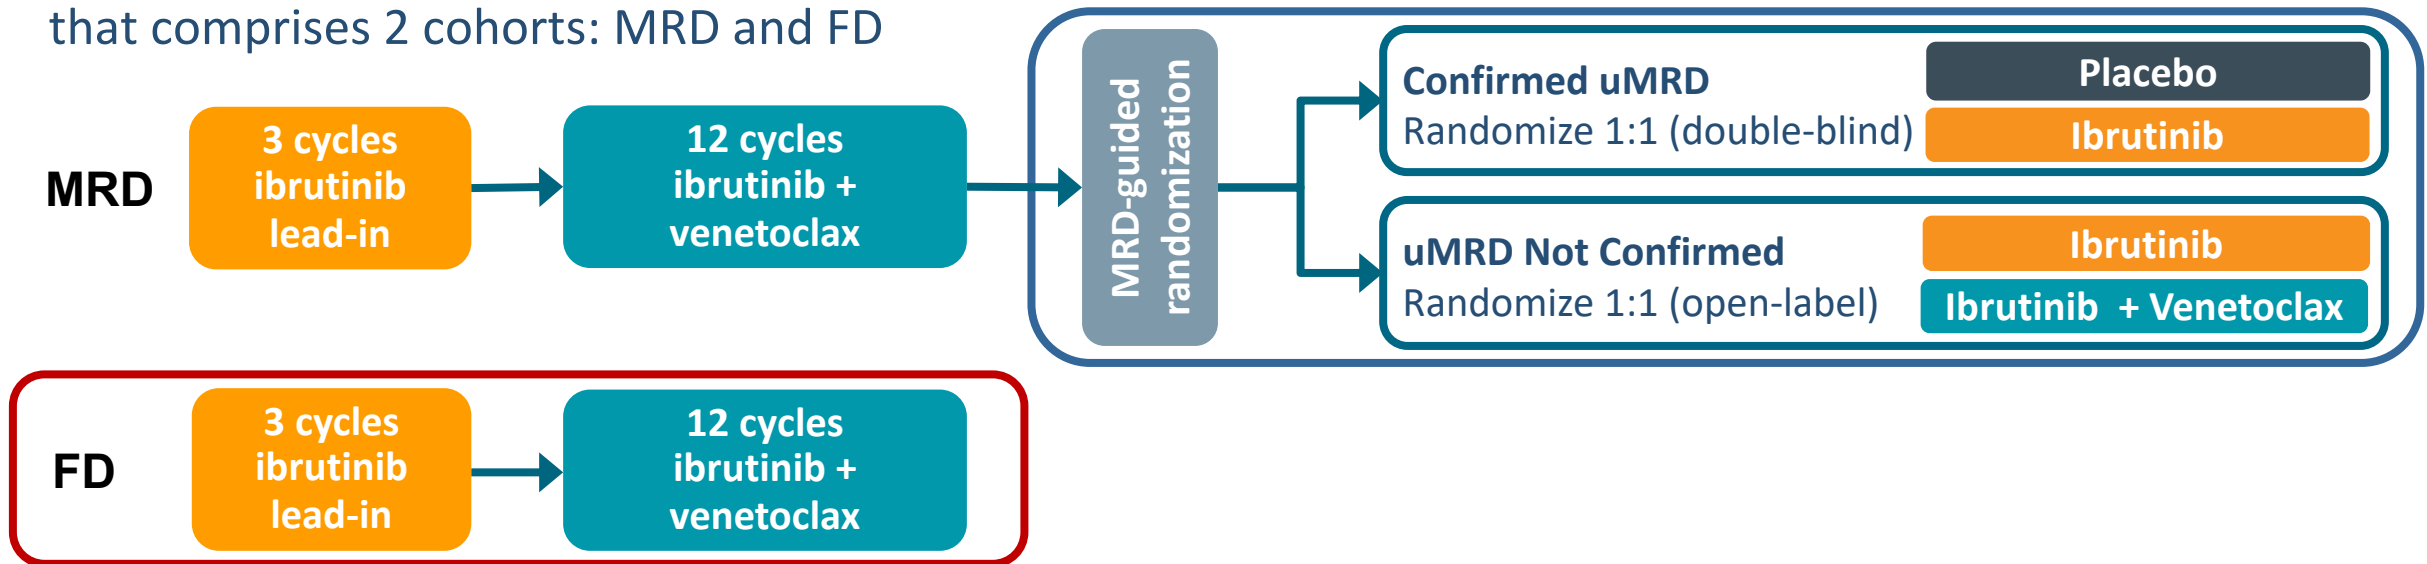 that comprises 2 cohorts: MRD and FD
MRD
3 cycles
ibrutinib
lead-in
12 cycles
ibrutinib +
venetoclax
MRD-guided
randomization
Confirmed uMRD
Randomize 1:1 (double-blind)
Placebo
Ibrutinib
uMRD Not Confirmed
Randomize 1:1 (open-label)
Ibrutinib
Ibrutinib + Venetoclax
FD
3 cycles
ibrutinib
lead-in
12 cycles
ibrutinib +
venetoclax